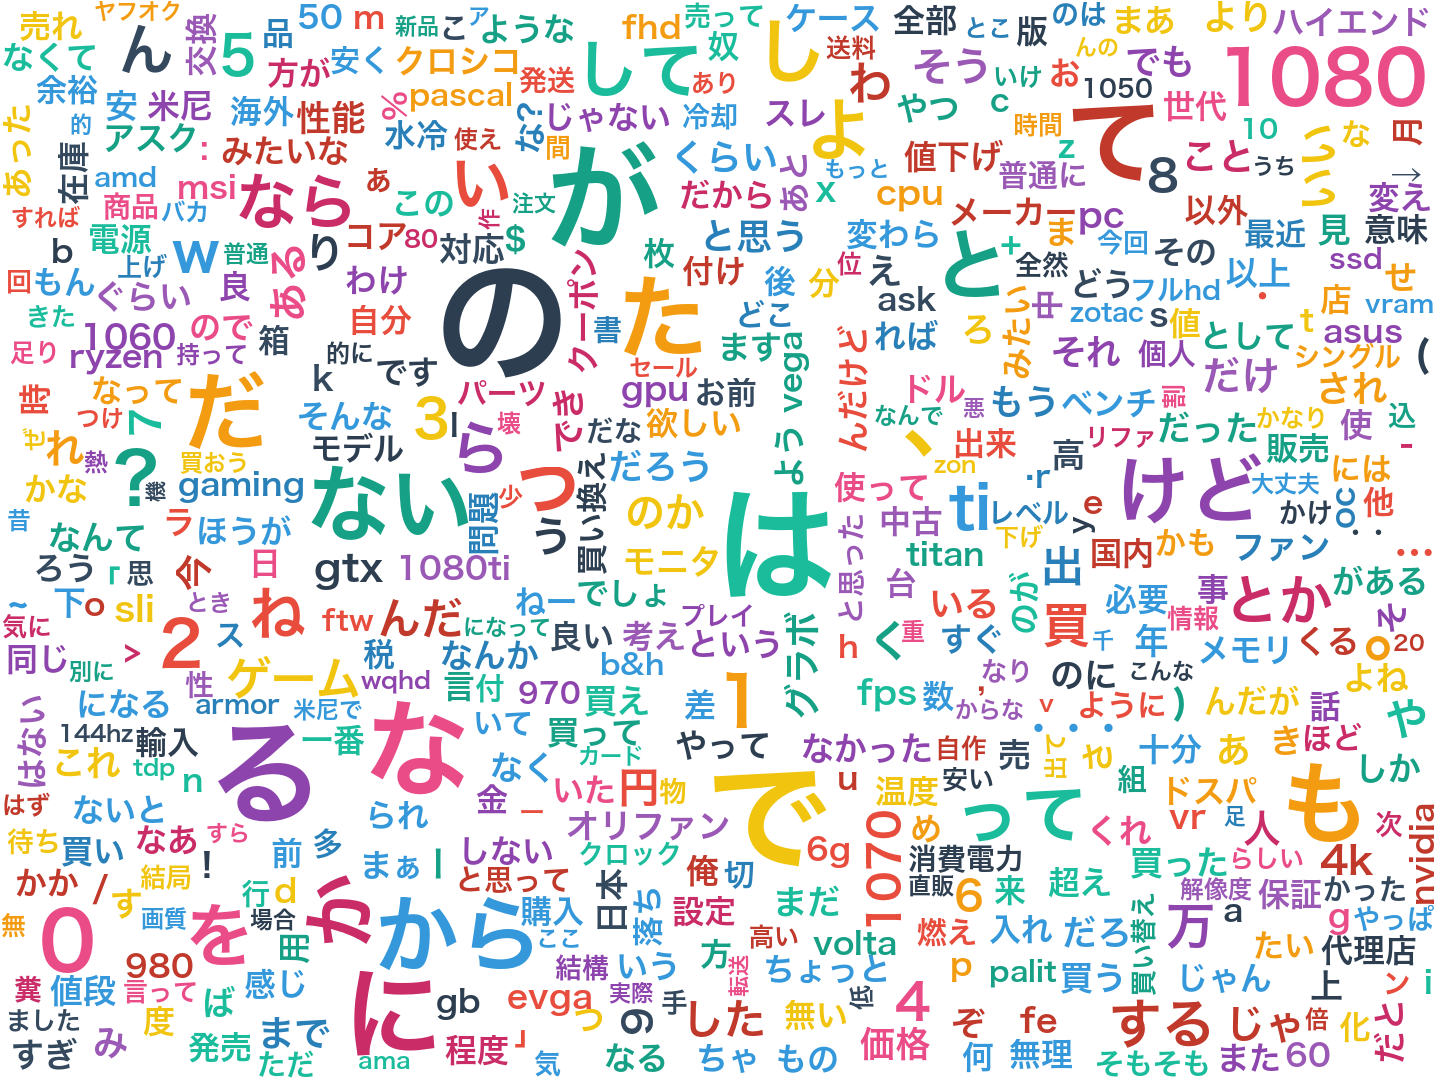 売れ ヤフオク 交換 ん 5 品 50 m 新品 こ ア ような fhd 売って ケース 全部 とこ 版 のは まあ より ハイエンド
なくて 方が 安く クロシコ 発送 して 奴 あり し 送料 わ そう いけ お んの でも 1080
余裕 安 米尼 海外 性能 % pascal な? じゃない 冷却 スレ よ やつ c 1050 て 世代 10 つい な 月
あった 的 アスク : みたいな 水冷 使え 間 が くらい もっと 値下げ 時間 z 普通に 8 こと うち →
在庫 amd msi なら ぁ い この 作 注文 だから あと x cpu メーカー pc 以外 変え
すれば 商品 バカ 電源 w 普通 ある り コア 80 対応 $ 枚 と思う 変わら と + ま 今回 その 最近 見 意味
b 上げ 回 もん ぐらい 良 わけ の クーポン た 付け 後 分 位 え ask 全然 中 どう フルhd 以上 . ssd せ
きた 1060 ので 箱 自分 書 どこ れば ろ みたい zotac s 値 として 店 t vram asus
足り ryzen 持って 的に です k パーツ セール ます vega それ 個人 だけ シングル され (
時 なって だ そんな 3 l 壊 でき gpu お前 んだけど ドル なんで 悪 もう ベンチ 前 かなり 使 込
つけ 7 ぜ れ 熱 ? 買おう モデル ら だな 欲しい よう 、 出来 高 リファ だった 販売 -
かな 機 gaming ない 少 つ 買い換え だろう は 使って zon ti ·r けど 大丈夫 には
昔 なんて ラ ほうが 問題 う のか 中古 レベル e y かけ oc 他
ろう 「 思 今 日 gtx 1080ti モニタ と思った titan 下げ 出 国内 かも ファン : …
~ 下 o sli とき ね ftw んだ になって ねー でしょ プレイ 台 いる のが 買 必要 事 とか がある
気に > 2 ス 税 なんか 良い 考え という グラボ h く 重 すぐ 千 年 情報 メモリ くる そ 。 20
同じ 別に 性 ゲーム wqhd 言 付 970 b&h 買え 差 1 fps 数 , なり のに こんな よね
になる armor 米尼で な いて 買って からな v ように ) んだが 話 や
はない 144hz 輸入 る 一番 カード やって なかった 自作 売 ・・・ 出 さ 十分 あ き ほど
これ tdp n なく いた 円 物 で u 温度 安い 組 ドスパ も しか
はず ないと られ 金 _ オリファン 6g 1070 め って くれ vr 足 人 次 nvidia
待ち 買い なあ すら ! 前 多 まぁ l しない クロック 俺 切 消費電力 買った らしい 4k
かか / す 結局 行 d か と思って 日本 まだ 直販 6 来 超え 解像度 保証 かった
無 0 画質 を 場合 用 から 購入 ここ 落ち 設定 高い volta 燃え 入れ だろ 買い替え 万 a g やっぱ
糞 値段 980 言って ば 感じ に 結構 いう 方 転送 ちょっと p palit 買う じゃん たい 代理店 上 ン i
ました 度 gb evga 実際 手 無い 低 4 ぞ fe する じゃ 倍 化 だと
すぎ み 発売 ただ まで ama 程度 」 気 っ 9 なる した ちゃ もの 価格 何 無理 そもそも また 60